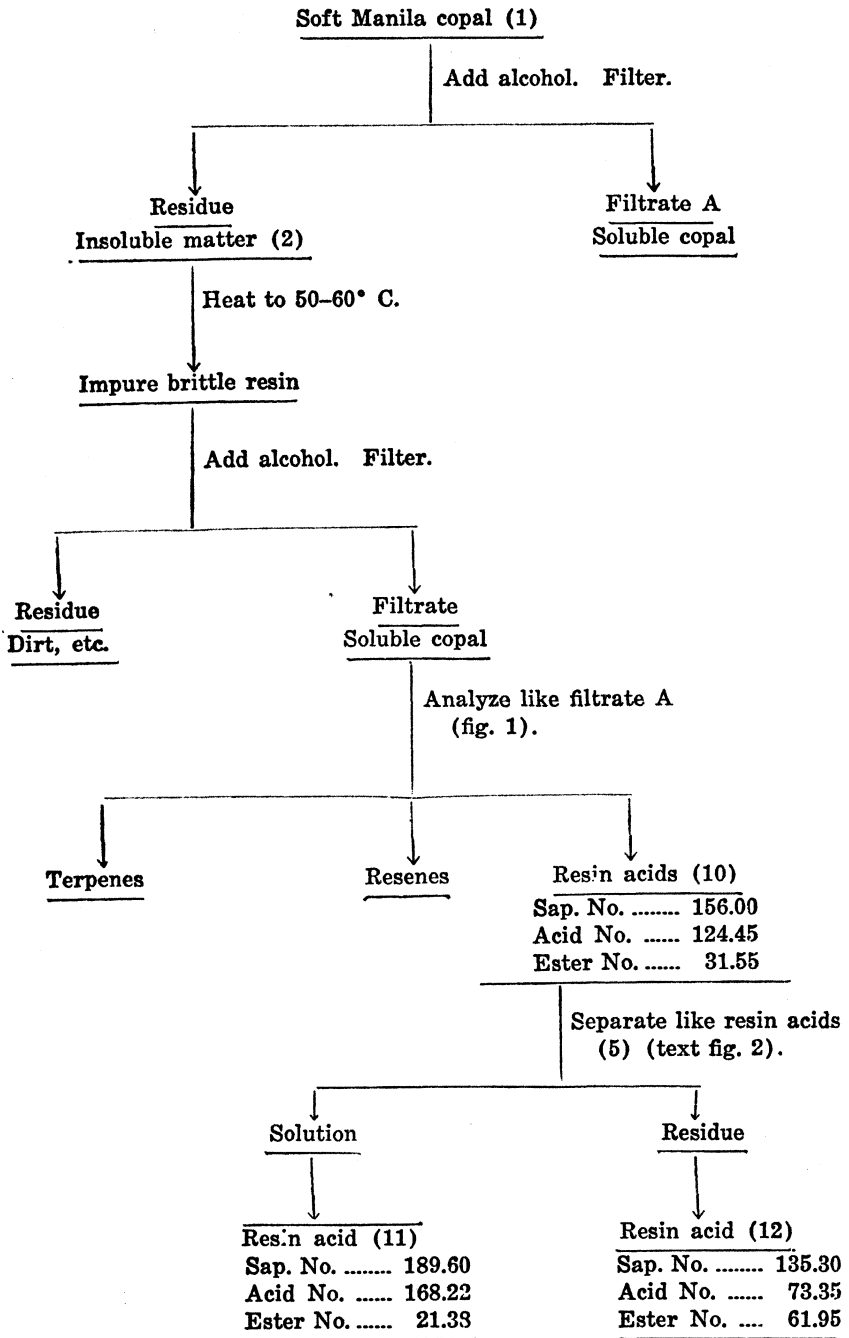 Soft Manila copal (1)
Add alcohol. Filter.
Residue
Insoluble matter (2)
Filtrate A
Soluble copal
Heat to 50–60° C.
Impure brittle resin
Add alcohol. Filter.
Residue
Dirt, etc.
Filtrate
Soluble copal
Analyze like filtrate A
(fig. 1).
Terpenes
Resenes
Resin acids (10)
Sap. No. ........ 156.00
Acid No. ...... 124.45
Ester No. ...... 31.55
Separate like resin acids
(5) (text fig. 2).
Solution
Residue
Resin acid (11)
Sap. No. ........ 189.60
Acid No. ...... 168.22
Ester No. ...... 21.38
Resin acid (12)
Sap. No. ........ 135.30
Acid No. ...... 73.35
Ester No. .... 61.95